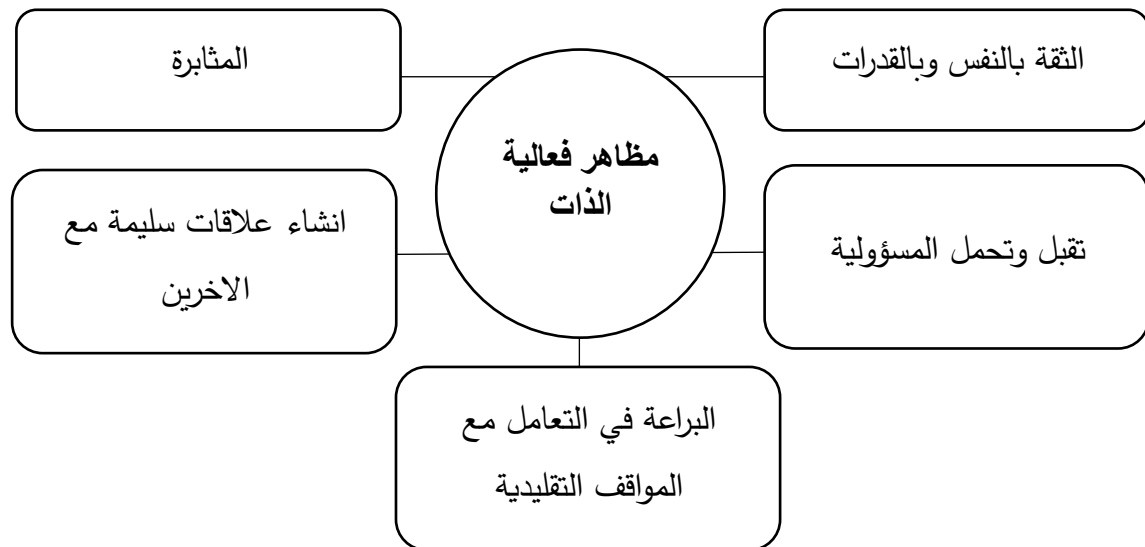 مظاهر فعالية
الذات
الثقة بالنفس وبالقدرات
المثابرة
تقبل وتحمل المسؤولية
انشاء علاقات سليمة مع
الاخرين
البراعة في التعامل مع
المواقف التقليدية